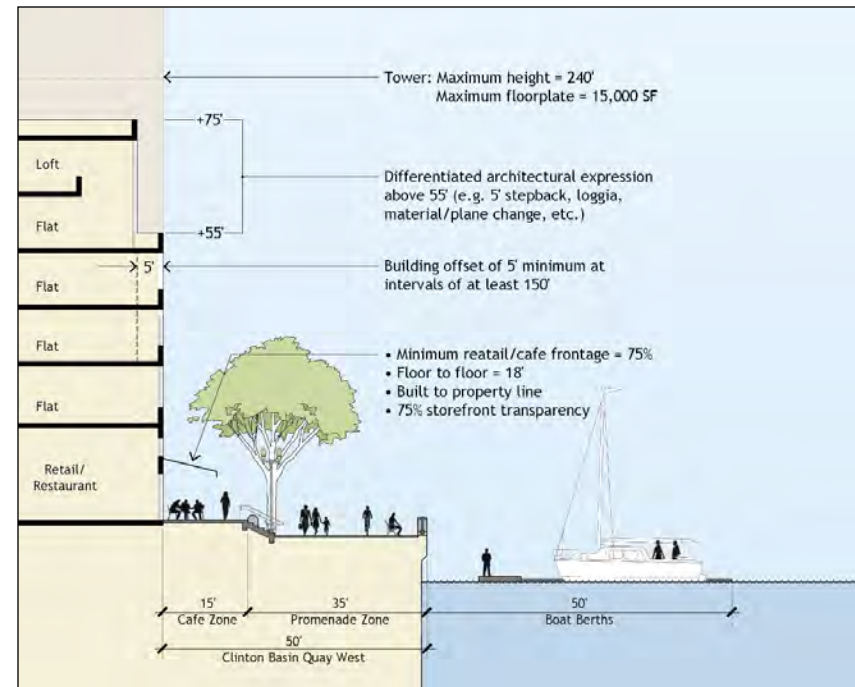 Tower: Maximum height = 240'
Maximum floorplate = 15,000 SF
+75'
Loft
Differentiated architectural expression
above 55' (e.g. 5' stepback, loggia,
material/plane change, etc.)
Flat
+55'
5'
Building offset of 5' minimum at
intervals of at least 150'
Flat
Flat
• Minimum reatail/cafe frontage = 75%
• Floor to floor = 18'
• Built to property line
• 75% storefront transparency
Flat
Retail/
Restaurant
15'
Cafe Zone
35'
Promenade Zone
50'
Boat Berths
50'
Clinton Basin Quay West